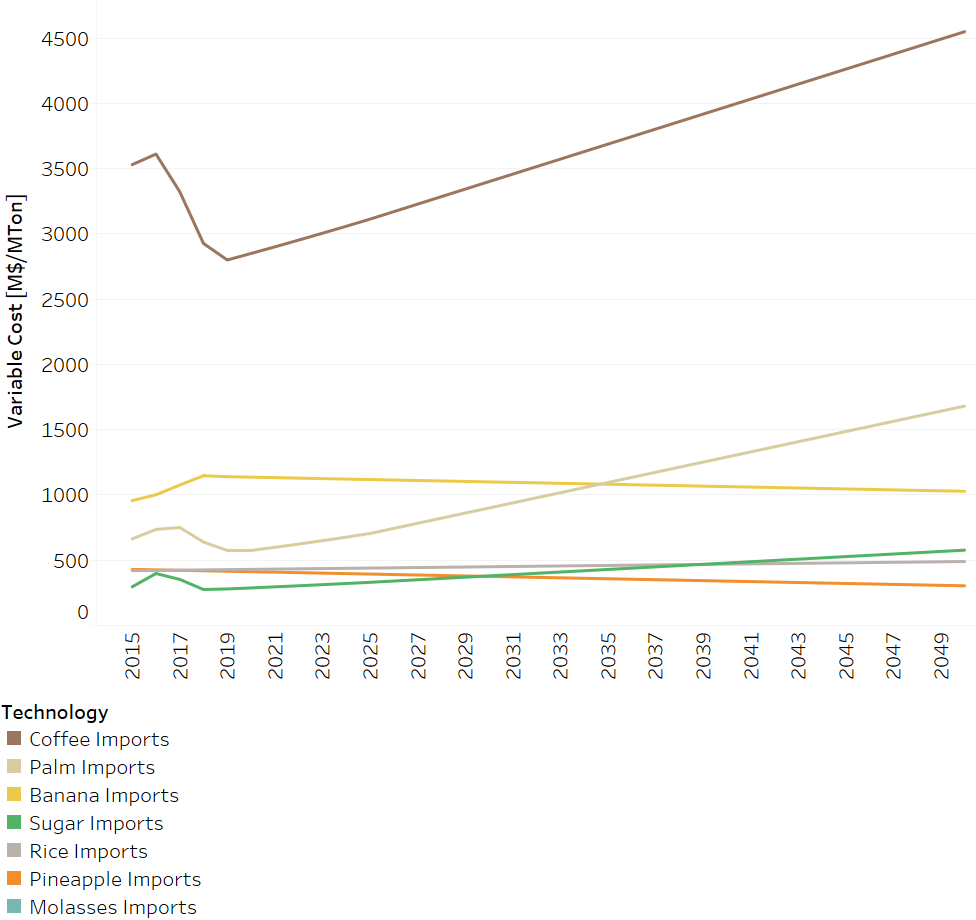 4500
4000
3500
3000
2500
2000
1500
1000
500
0
Variable Cost [M$/MTon]
2015 2017 2019 2021 2023 2025 2027 2029 2031 2033 2035 2037 2039 2041 2043 2045 2047 2049
Technology
Coffee Imports
Palm Imports
Banana Imports
Sugar Imports
Rice Imports
Pineapple Imports
Molasses Imports